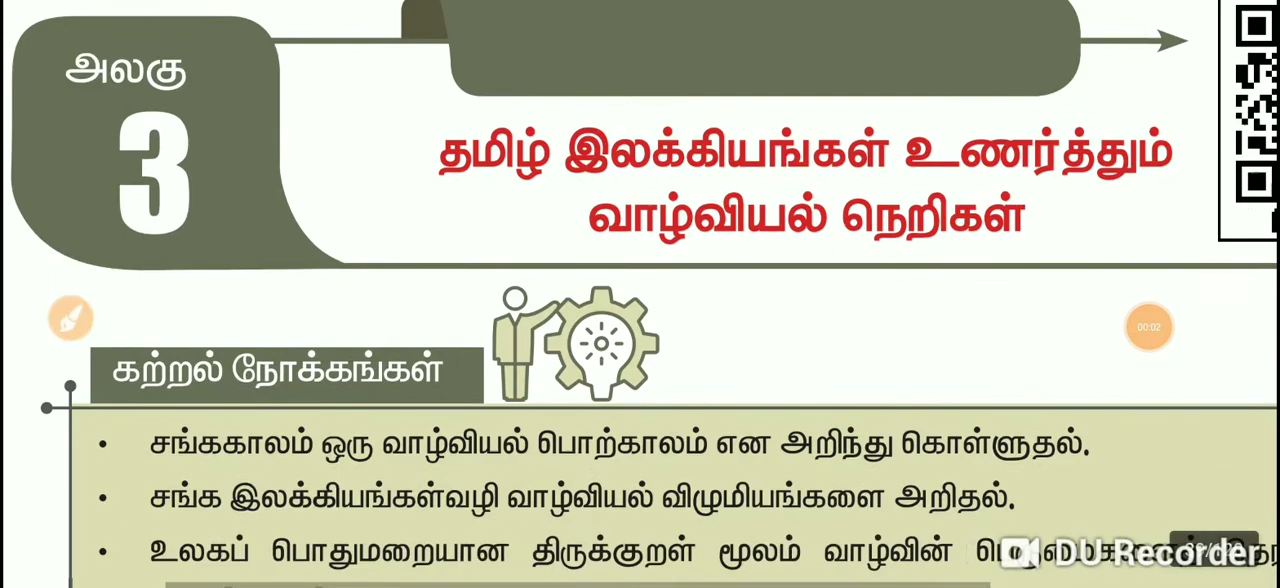 அலகு
3
தமிழ் இலக்கியங்கள் உணர்த்தும்
வாழ்வியல் நெறிகள்
00:02
கற்றல் நோக்கங்கள்
• சங்ககாலம் ஒரு வாழ்வியல் பொற்காலம் என அறிந்து கொள்ளுதல்.
• சங்க இலக்கியங்கள்வழி வாழ்வியல் விழுமியங்களை அறிதல்.
• உலகப் பொதுமறையான திருக்குறள் மூலம் வாழ்வின்
DU Recorder